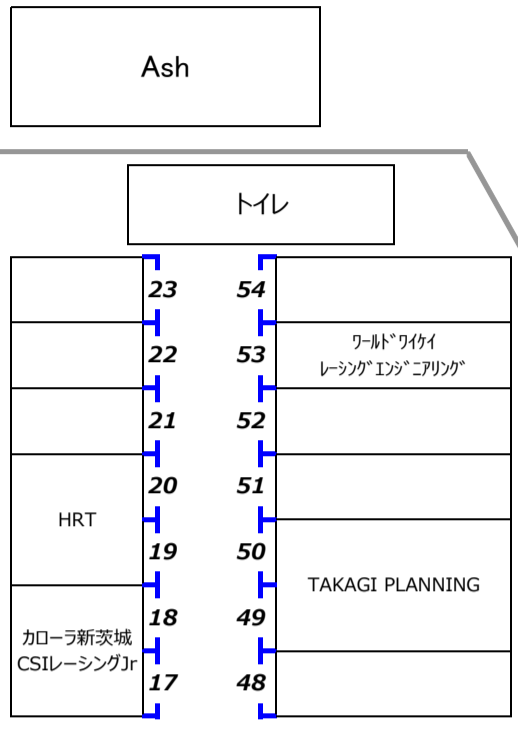 Ash
トイレ
23 54
22 53
ワールドワイケイ
レーシングエンジニアリング
21 52
20 51
HRT
19 50
TAKAGI PLANNING
18 49
カローラ新茨城
CSIレーシングJr
17 48